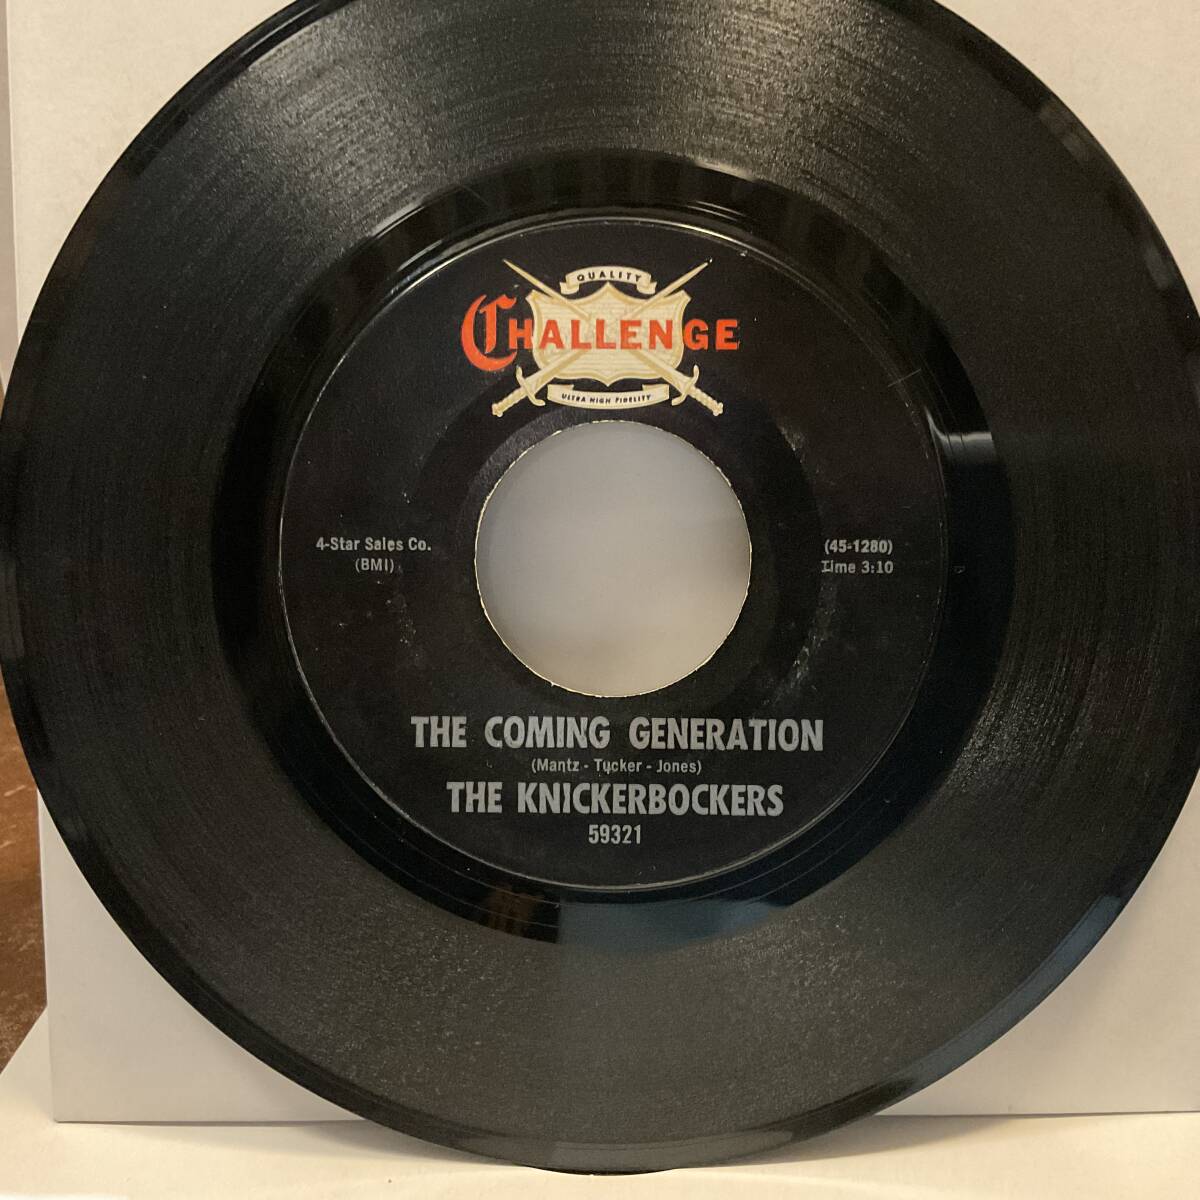 QUALITY
CHALLENGE
ULTRA HIGH FIDELITY
4-Star Sales Co.
(BMI)
(45-1280)
Time 3:10
THE COMING GENERATION
(Mantz - Tucker - Jones)
THE KNICKERBOCKERS
59321